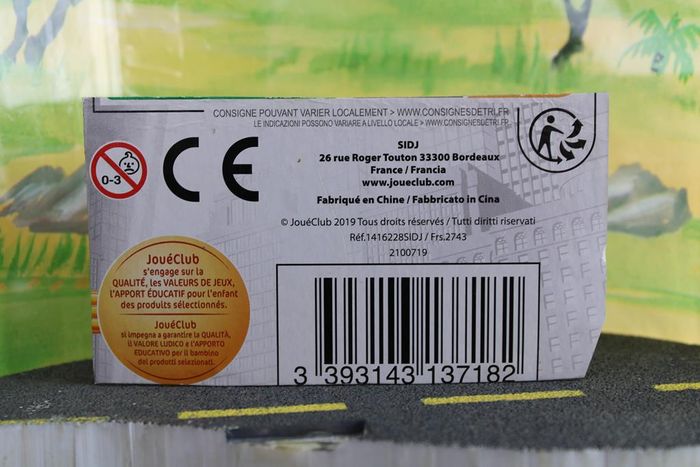 CONSIGNE POUVANT VARIER LOCALEMENT > WWW.CONSIGNESDETRI.FR
LE INDICAZIONI POSSONO VARIARE A LIVELLO LOCALE > WWW.CONSIGNESDETRI.FR
0-3
CE
SIDJ
26 rue Roger Touton 33300 Bordeaux
France / Francia
www.joueclub.com
Fabriqué en Chine / Fabbricato in Cina
© JouéClub 2019 Tous droits réservés / Tutti diritti riservati
Réf.1416228SIDJ / Frs.2743
2100719
JouéClub
s'engage sur la
QUALITÉ, les VALEURS DE JEU,
L'APPORT ÉDUCATIF pour l'enfant
des produits sélectionnés.
JouéClub
si impegna a garantire la QUALITÀ,
il VALORE LUDICO e l'APPORTO
EDUCATIVO per il bambino
dei prodotti selezionati.
3 393143 137182